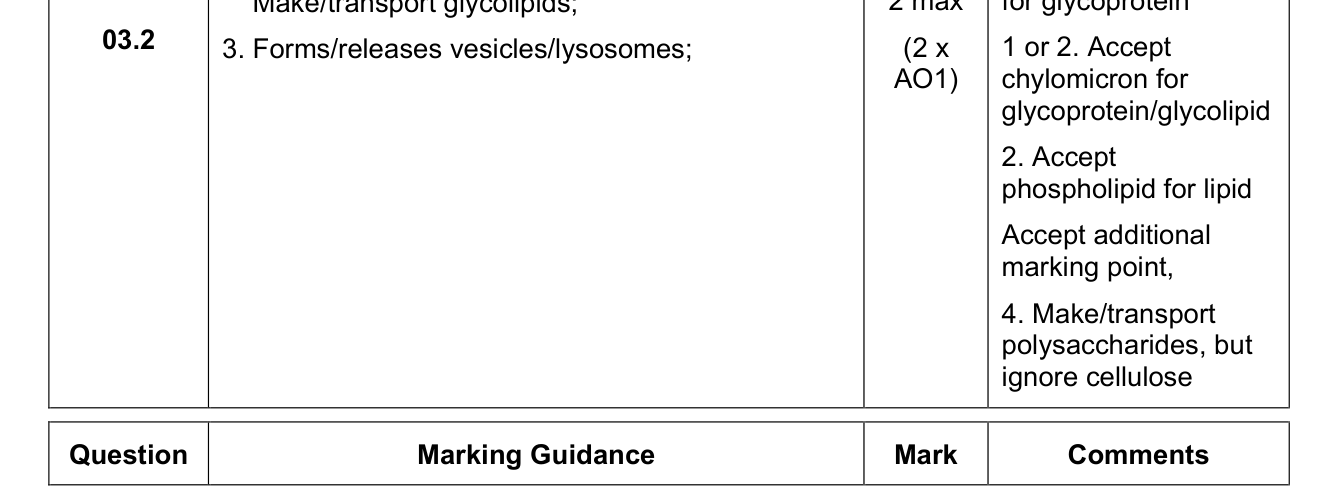 Make/transport glycolipids;
2 max
for glycoprotein
03.2
3. Forms/releases vesicles/lysosomes;
(2 x
AO1)
1 or 2. Accept
chylomicron for
glycoprotein/glycolipid
2. Accept
phospholipid for lipid
Accept additional
marking point,
4. Make/transport
polysaccharides, but
ignore cellulose
Question
Marking Guidance
Mark
Comments